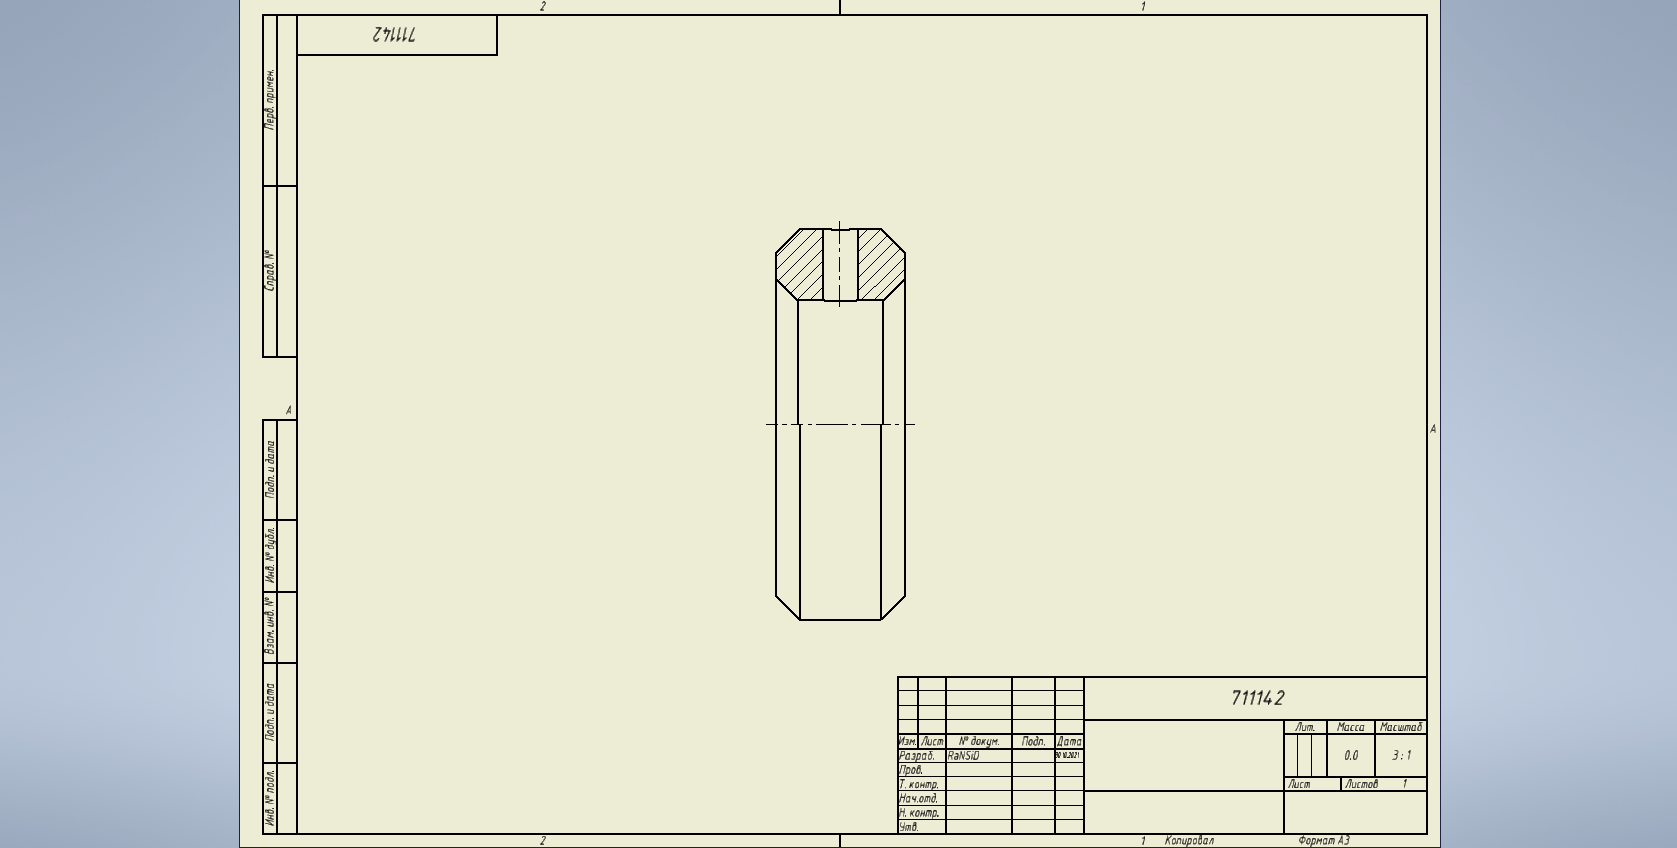 2
1
711142
Перв. примен.
Справ. №
А
А
Подп. и дата
Инв. № дубл.
Взам. инв. №
Подп. и дата
Инв. № подл.
711142
Лит. Масса Масштаб
Изм. Лист № докум. Подп. Дата
Разраб. RaNSiD 30.10.2021
0.0 3:1
Пров.
Т. контр.
Лист Листов 1
Нач.отд.
Н. контр.
Утв.
2
1 Копировал Формат А3